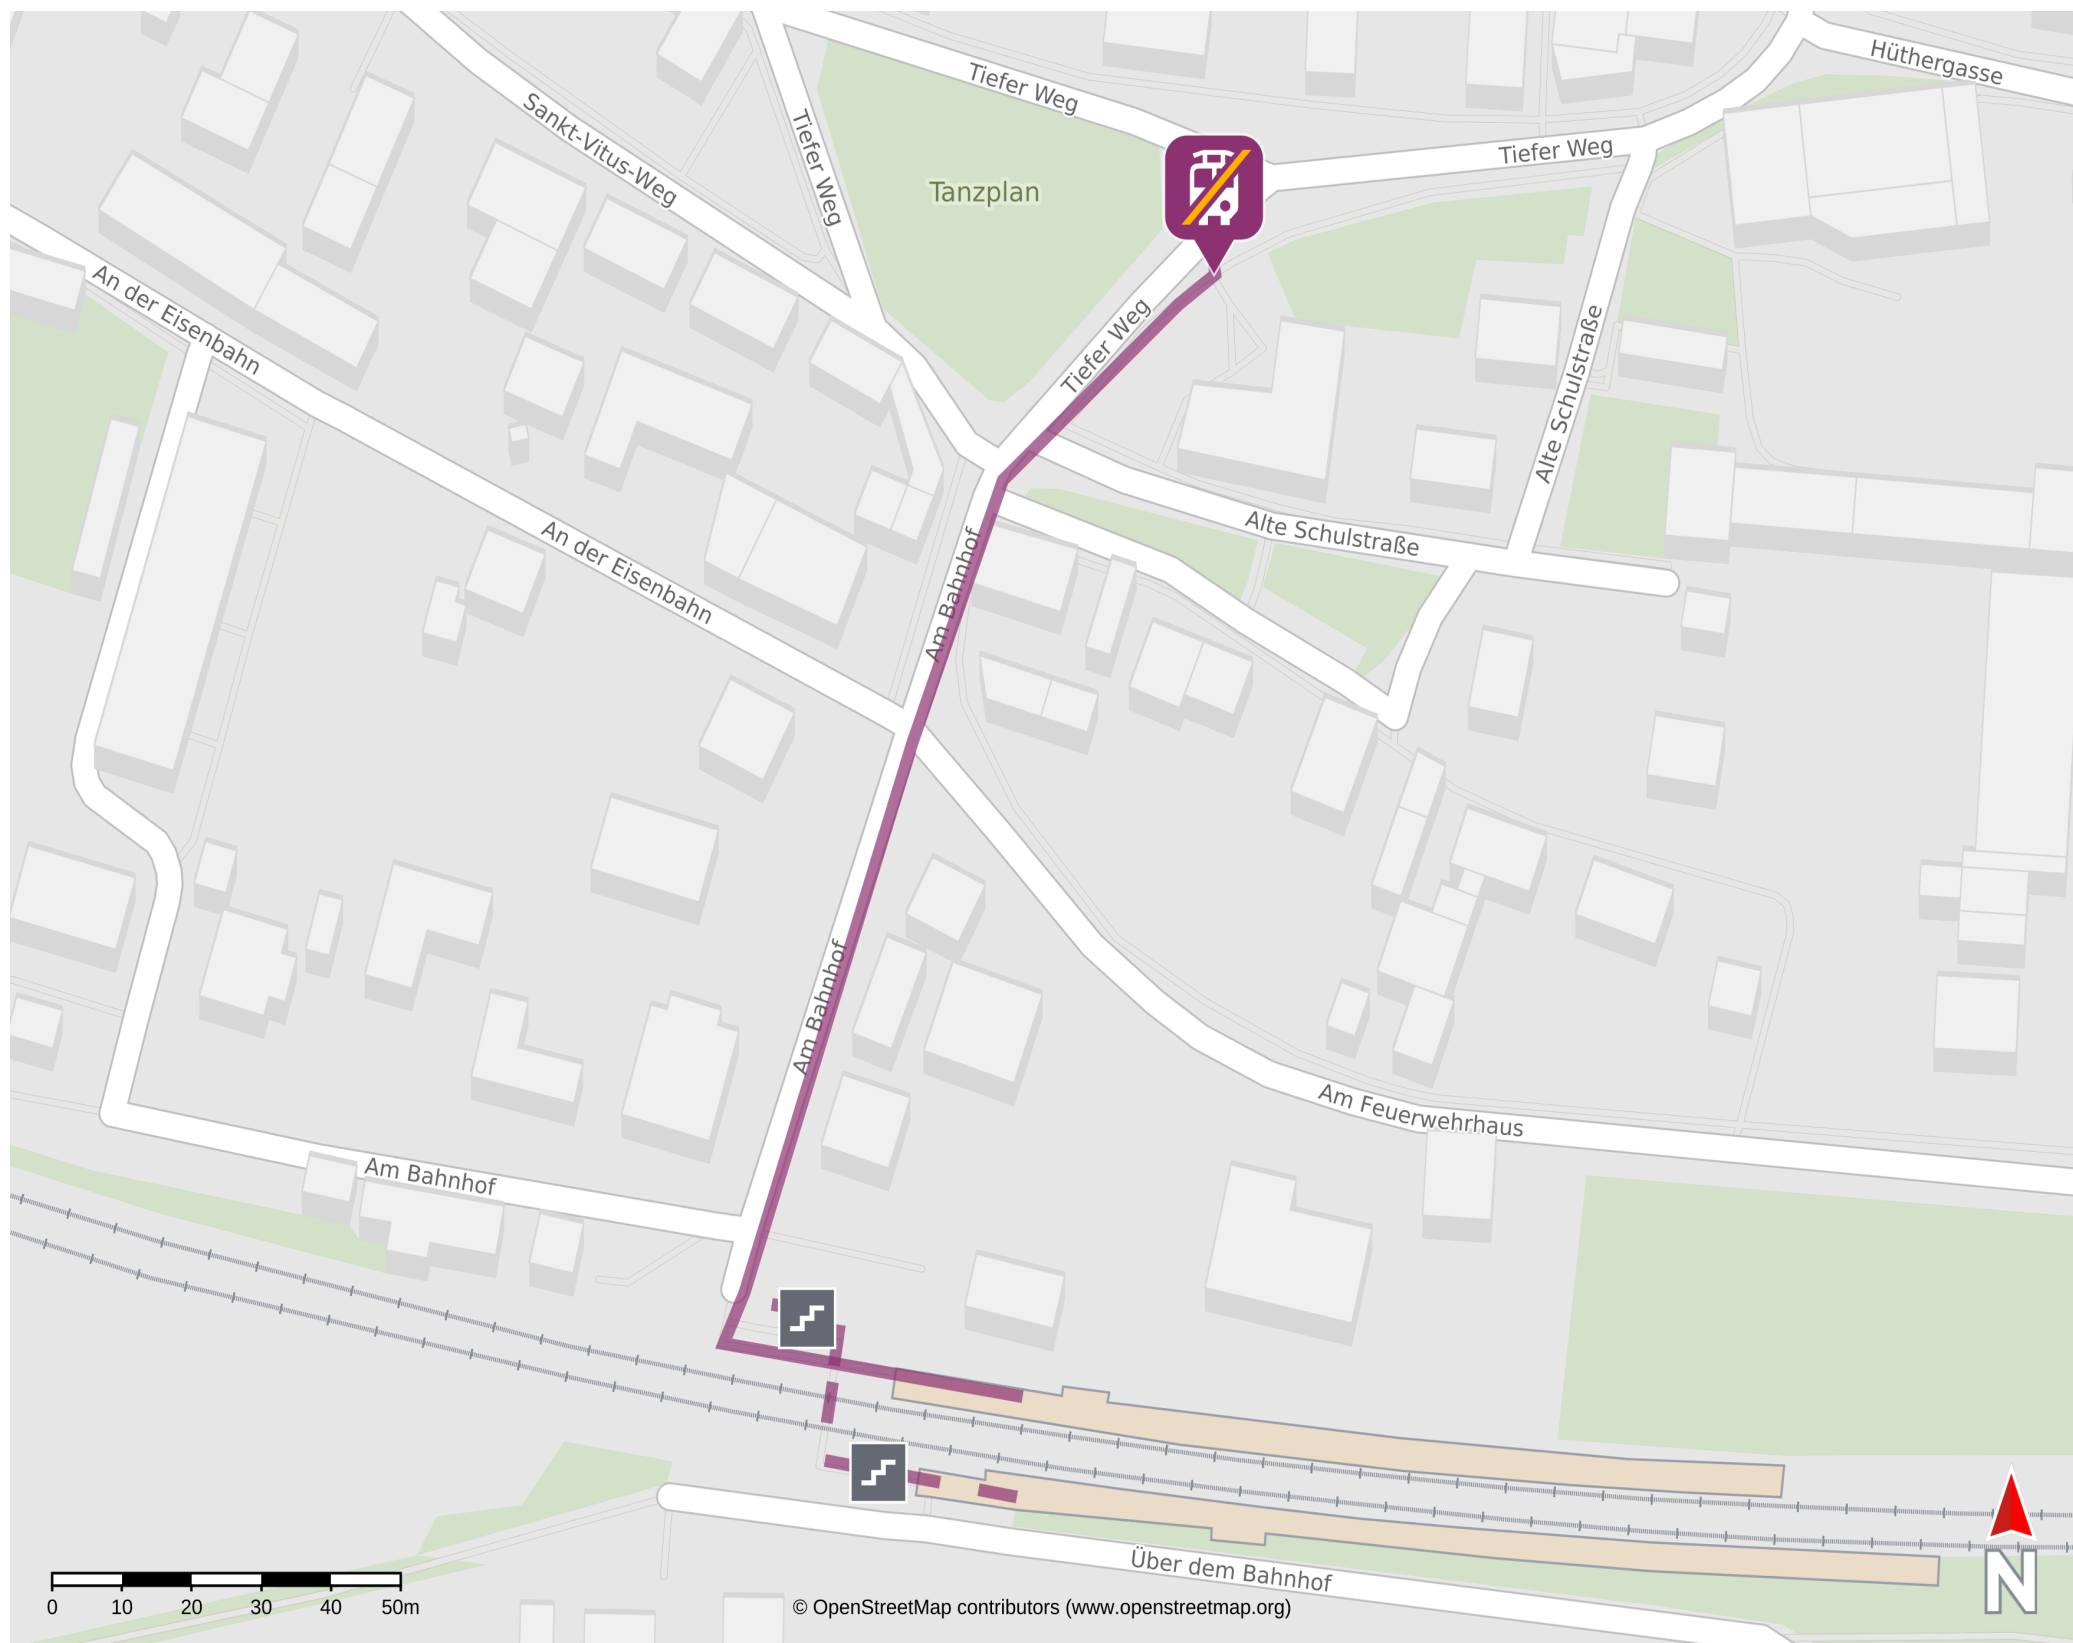 Hüthergasse
Tiefer Weg
Sankt-Vitus-Weg
Tiefer Weg
Tiefer Weg
Tanzplan
An der Eisenbahn
Tiefer Weg
Alte Schulstraße
Alte Schulstraße
An der Eisenbahn
Am Bahnhof
Am Bahnhof
Am Feuerwehrhaus
Am Bahnhof
Über dem Bahnhof
N
0 10 20 30 40 50m
© OpenStreetMap contributors (www.openstreetmap.org)